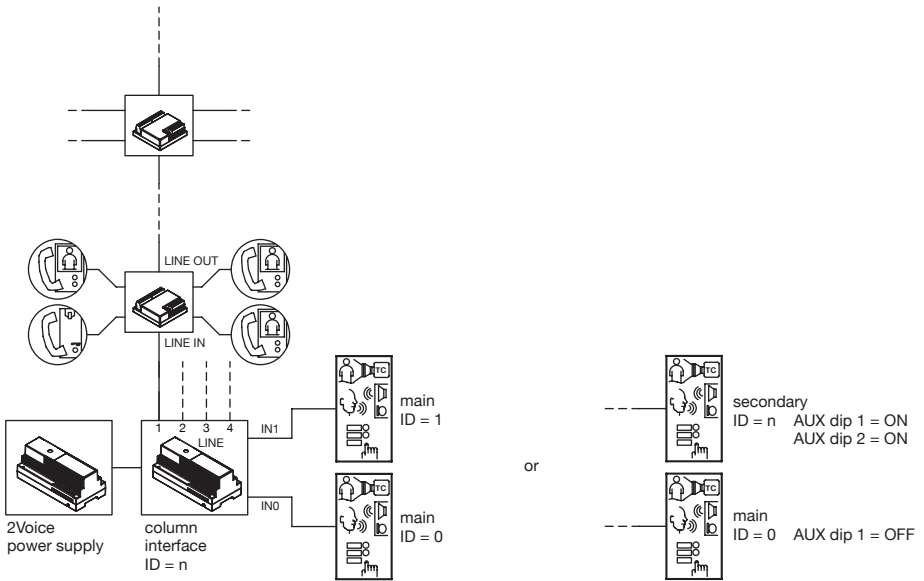 LINE OUT
LINE IN
1 2 3 4
LINE
IN1
IN0
2Voice
power supply
column
interface
ID = n
TC
main
ID = 1
TC
main
ID = 0
or
TC
secondary
ID = n AUX dip 1 = ON
AUX dip 2 = ON
TC
main
ID = 0 AUX dip 1 = OFF